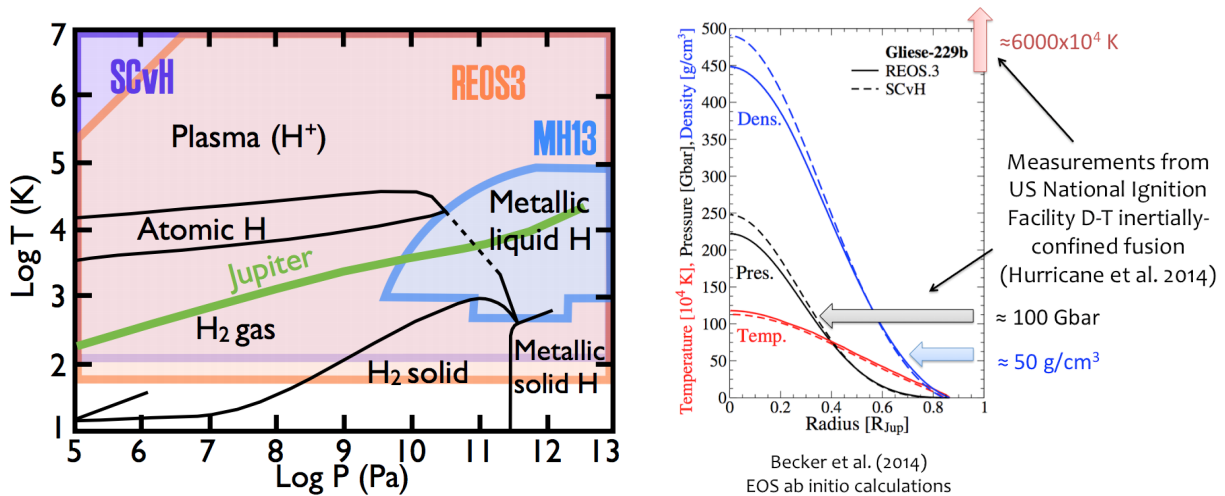 SCvH
REOS3
MH13
Plasma (H⁺)
Atomic H
Metallic
liquid H
Jupiter
H₂ gas
H₂ solid
Metallic
solid H
Log T (K)
7
6
5
4
3
2
1
5 6 7 8 9 10 11 12 13
Log P (Pa)
Temperature [10⁴ K], Pressure [Gbar], Density [g/cm³]
500
450
400
350
300
250
200
150
100
50
0
Gliese-229b
REOS.3
SCvH
Dens.
Pres.
Temp.
0 0.2 0.4 0.6 0.8 1
Radius [R_Jup]
Becker et al. (2014)
EOS ab initio calculations
≈6000x10⁴ K
Measurements from
US National Ignition
Facility D-T inertially-
confined fusion
(Hurricane et al. 2014)
≈ 100 Gbar
≈ 50 g/cm³